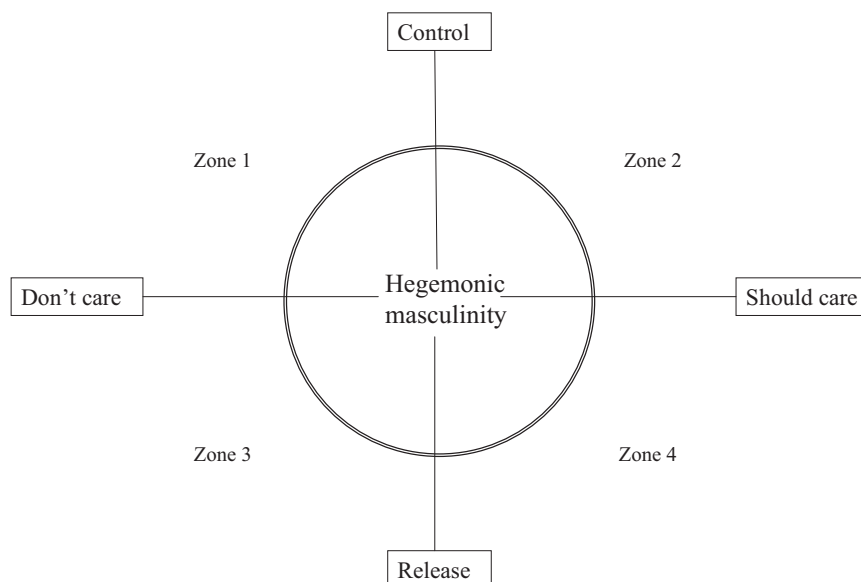 Control
Zone 1
Zone 2
Don't care
Hegemonic
masculinity
Should care
Zone 3
Zone 4
Release